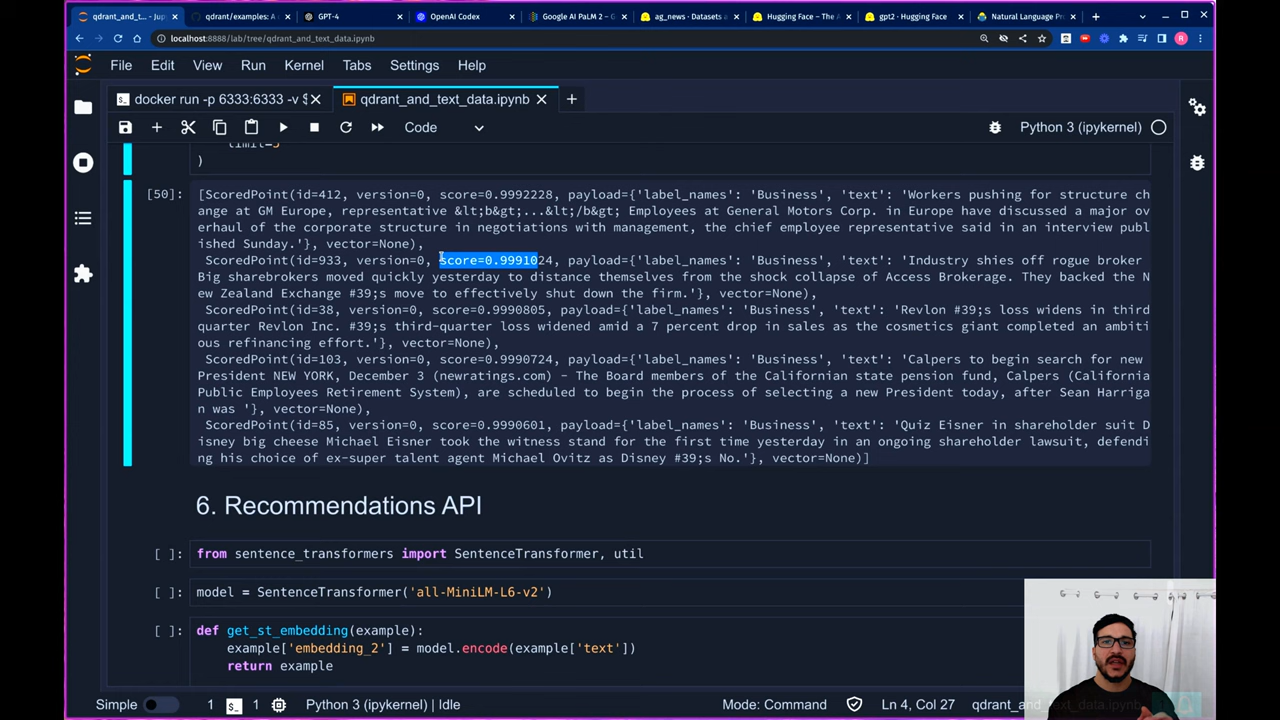 qdrant_and_t... - Jup
qdrant/examples: A
GPT-4
OpenAI Codex
Google AI PaLM 2 –
ag_news · Datasets a
Hugging Face – The A
gpt2 · Hugging Face
Natural Language Pro
localhost:8888/lab/tree/qdrant_and_text_data.ipynb
File Edit View Run Kernel Tabs Settings Help
docker run -p 6333:6333 -v $
qdrant_and_text_data.ipynb
Code
Python 3 (ipykernel)
limit=5
)
[50]:
[ScoredPoint(id=412, version=0, score=0.9992228, payload={'label_names': 'Business', 'text': 'Workers pushing for structure ch
ange at GM Europe, representative &lt;b&gt;...&lt;/b&gt; Employees at General Motors Corp. in Europe have discussed a major ov
erhaul of the corporate structure in negotiations with management, the chief employee representative said in an interview publ
ished Sunday.'}, vector=None),
ScoredPoint(id=933, version=0, score=0.9991024, payload={'label_names': 'Business', 'text': 'Industry shies off rogue broker
Big sharebrokers moved quickly yesterday to distance themselves from the shock collapse of Access Brokerage. They backed the N
ew Zealand Exchange #39;s move to effectively shut down the firm.'}, vector=None),
ScoredPoint(id=38, version=0, score=0.9990805, payload={'label_names': 'Business', 'text': 'Revlon #39;s loss widens in third
quarter Revlon Inc. #39;s third-quarter loss widened amid a 7 percent drop in sales as the cosmetics giant completed an ambiti
ous refinancing effort.'}, vector=None),
ScoredPoint(id=103, version=0, score=0.9990724, payload={'label_names': 'Business', 'text': 'Calpers to begin search for new
President NEW YORK, December 3 (newratings.com) - The Board members of the Californian state pension fund, Calpers (California
Public Employees Retirement System), are scheduled to begin the process of selecting a new President today, after Sean Harriga
n was '}, vector=None),
ScoredPoint(id=85, version=0, score=0.9990601, payload={'label_names': 'Business', 'text': 'Quiz Eisner in shareholder suit D
isney big cheese Michael Eisner took the witness stand for the first time yesterday in an ongoing shareholder lawsuit, defendi
ng his choice of ex-super talent agent Michael Ovitz as Disney #39;s No.'}, vector=None)]
6. Recommendations API
[ ]: from sentence_transformers import SentenceTransformer, util
[ ]: model = SentenceTransformer('all-MiniLM-L6-v2')
[ ]: def get_st_embedding(example):
example['embedding_2'] = model.encode(example['text'])
return example
Simple 1 1 Python 3 (ipykernel) | Idle Mode: Command Ln 4, Col 27 qdrant_and_text_data.ipynb